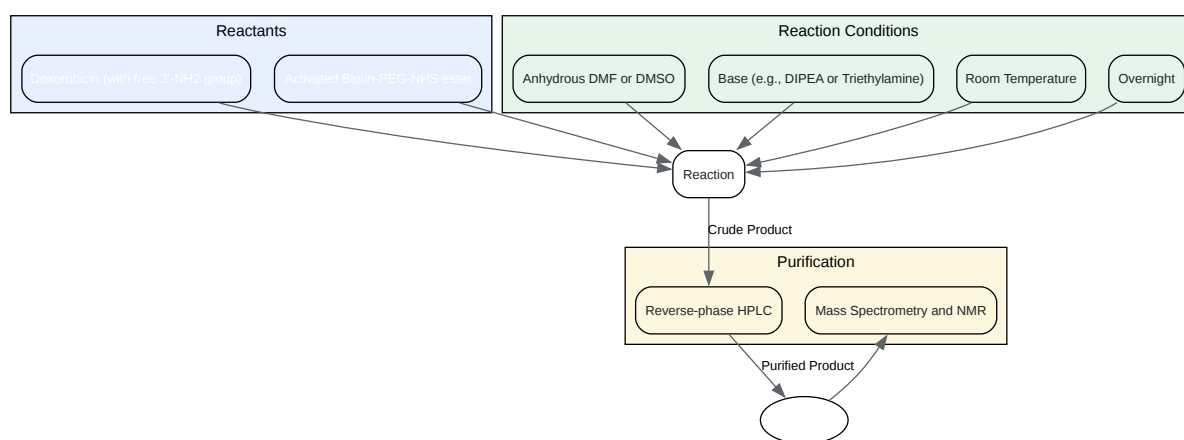 Reactants
Reaction Conditions
Doxorubicin (with free 3'-NH2 group)
Activated Biotin-PEG-NHS ester
Anhydrous DMF or DMSO
Base (e.g., DIPEA or Triethylamine)
Room Temperature
Overnight
Reaction
Crude Product
Purification
Reverse-phase HPLC
Mass Spectrometry and NMR
Purified Product